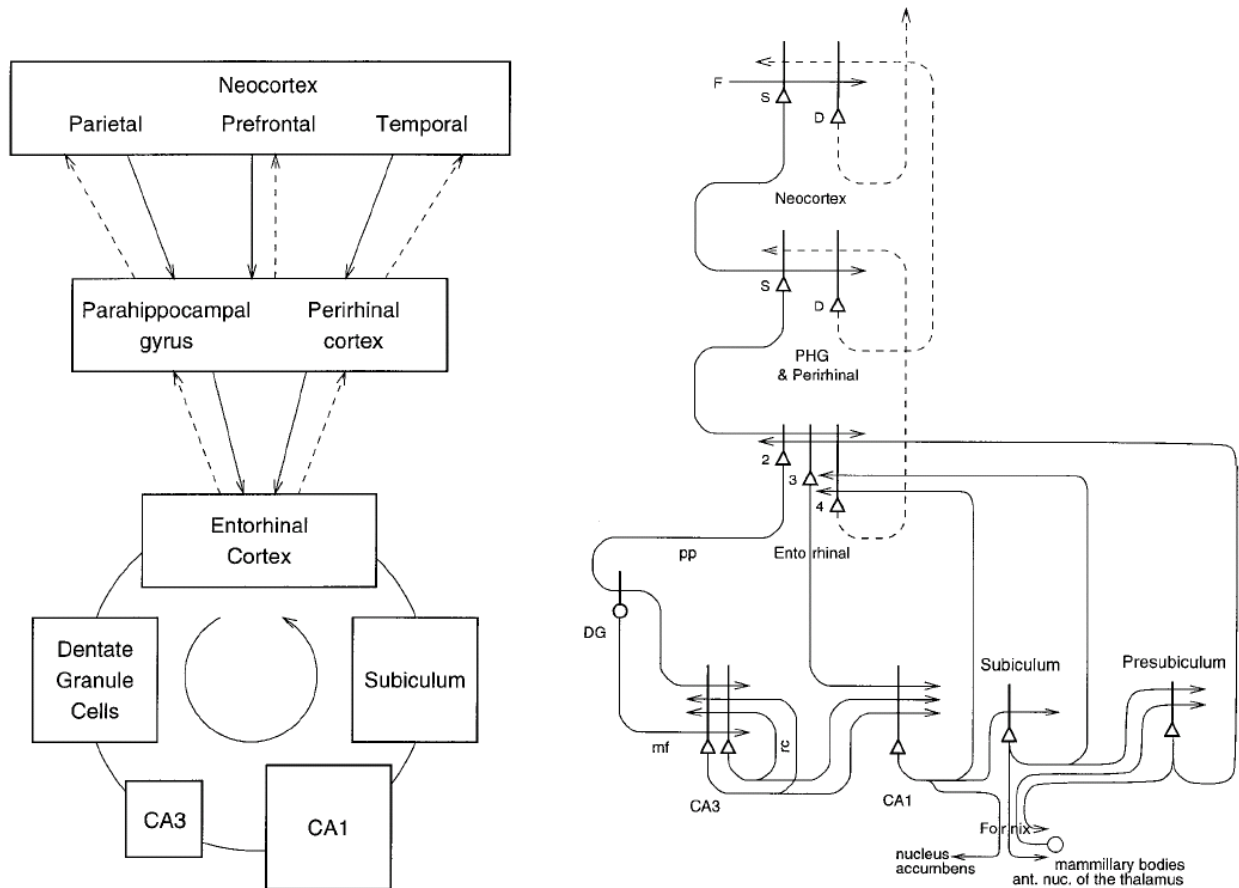 Neocortex
Parietal Prefrontal Temporal
Parahippocampal
gyrus
Perirhinal
cortex
Entorhinal
Cortex
Dentate
Granule
Cells
Subiculum
CA3
CA1
F
S
D
Neocortex
S
D
PHG
& Perirhinal
2
3
4
pp
Entorhinal
DG
Subiculum
Presubiculum
mf
rc
CA3
CA1
Fornix
nucleus
accumbens
mammillary bodies
ant. nuc. of the thalamus